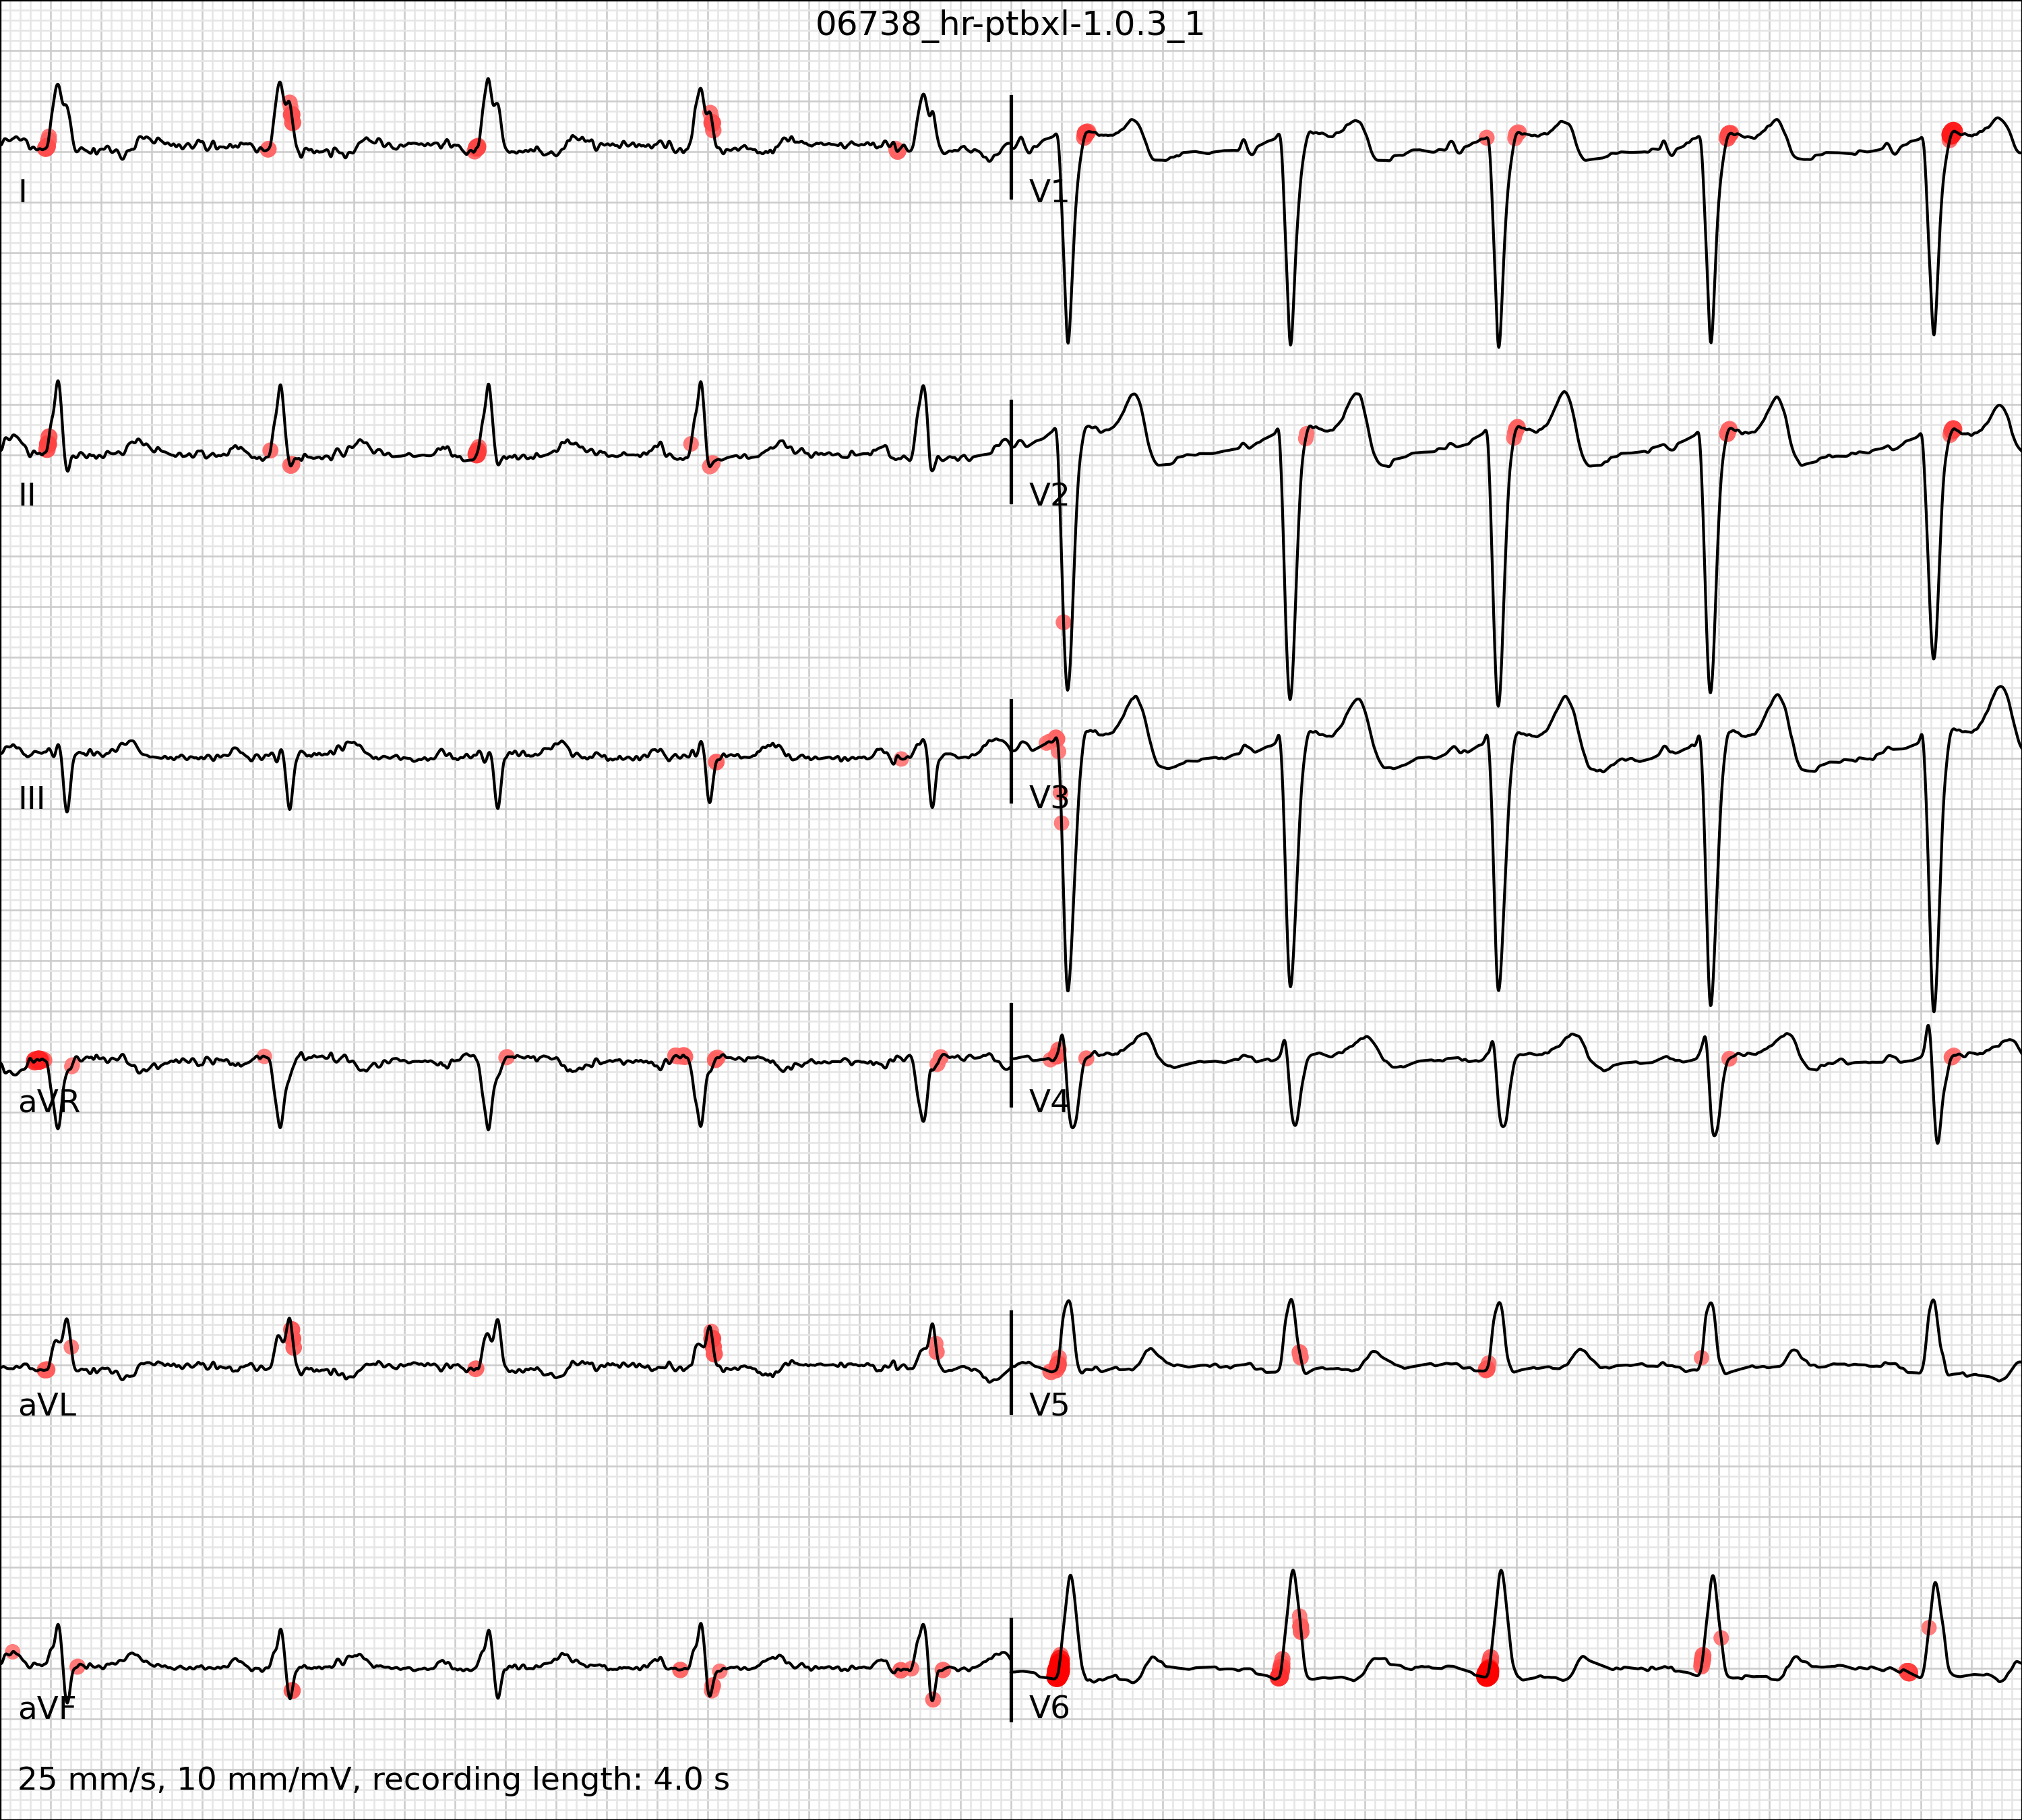 06738_hr-ptbxl-1.0.3_1
I
V1
II
V2
III
V3
aVR
V4
aVL
V5
aVF
V6
25 mm/s, 10 mm/mV, recording length: 4.0 s